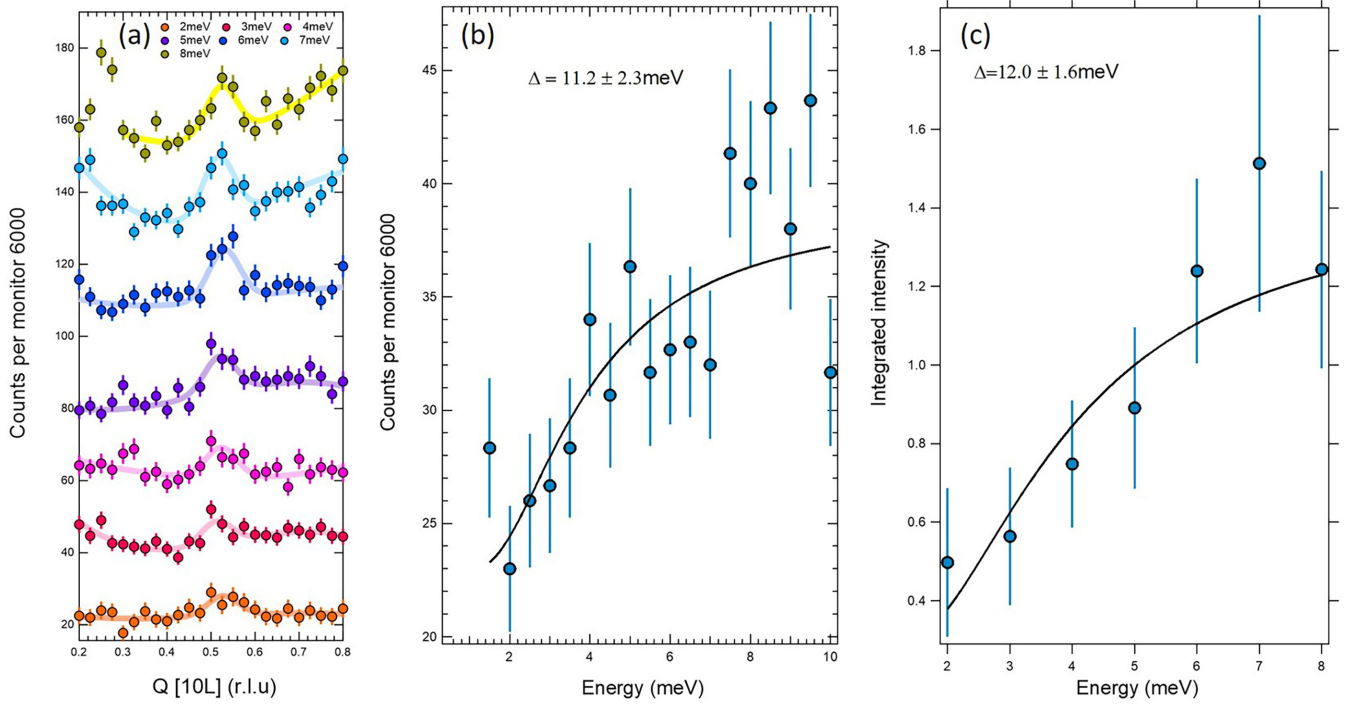 (a)
2meV 3meV 4meV
5meV 6meV 7meV
8meV
180
160
140
120
100
80
60
40
20
0.2 0.3 0.4 0.5 0.6 0.7 0.8
Counts per monitor 6000
Q [10L] (r.l.u)
(b)
Δ = 11.2 ± 2.3meV
45
40
35
30
25
20
2 4 6 8 10
Counts per monitor 6000
Energy (meV)
(c)
Δ=12.0 ± 1.6meV
1.8
1.6
1.4
1.2
1.0
0.8
0.6
0.4
2 3 4 5 6 7 8
Integrated intensity
Energy (meV)